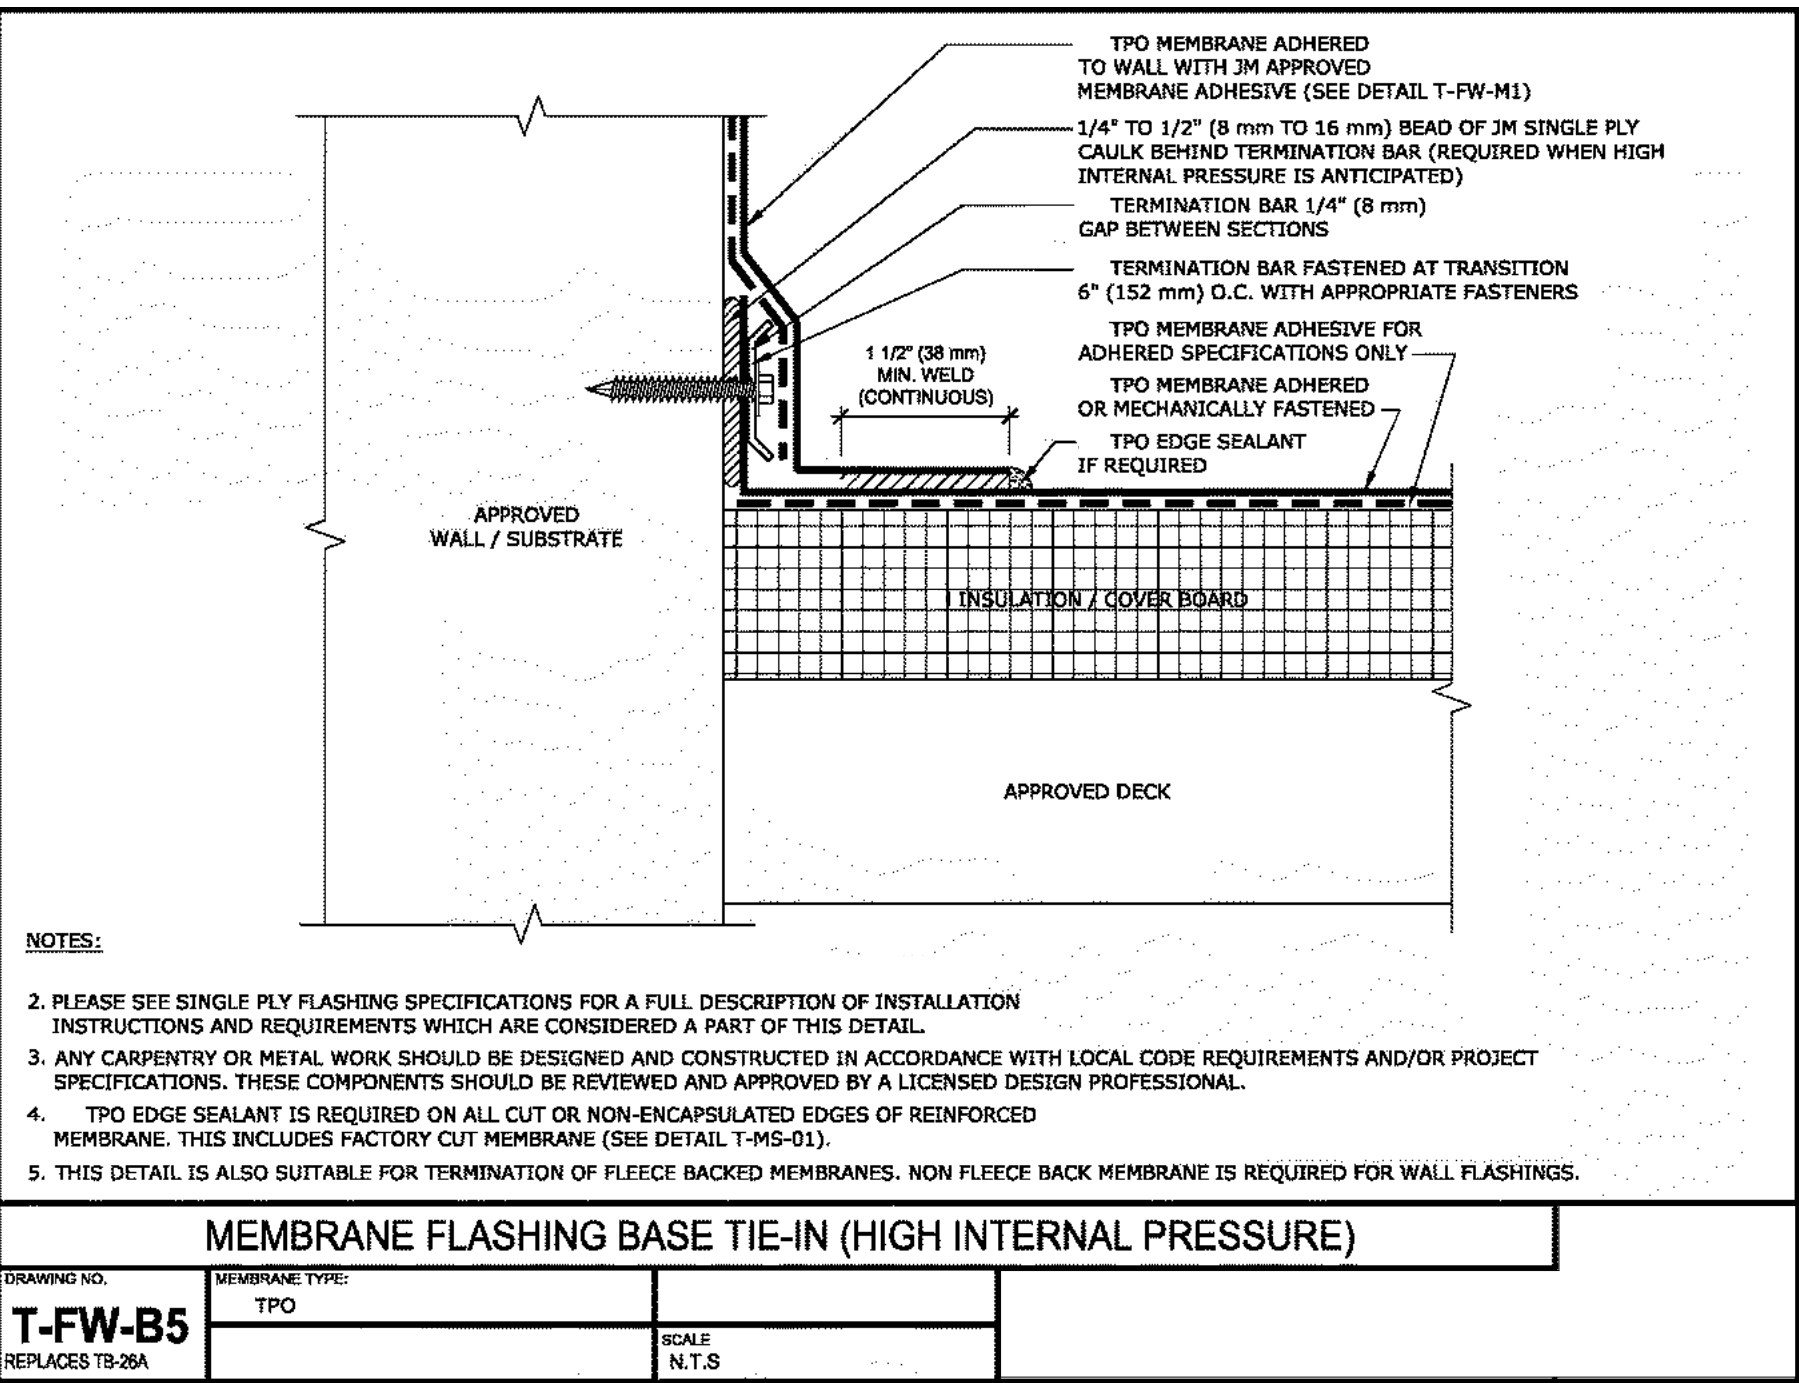 TPO MEMBRANE ADHERED
TO WALL WITH JM APPROVED
MEMBRANE ADHESIVE (SEE DETAIL T-FW-M1)
1/4" TO 1/2" (8 mm TO 16 mm) BEAD OF JM SINGLE PLY
CAULK BEHIND TERMINATION BAR (REQUIRED WHEN HIGH
INTERNAL PRESSURE IS ANTICIPATED)
TERMINATION BAR 1/4" (8 mm)
GAP BETWEEN SECTIONS
TERMINATION BAR FASTENED AT TRANSITION
6" (152 mm) O.C. WITH APPROPRIATE FASTENERS
TPO MEMBRANE ADHESIVE FOR
ADHERED SPECIFICATIONS ONLY
TPO MEMBRANE ADHERED
OR MECHANICALLY FASTENED
TPO EDGE SEALANT
IF REQUIRED
1 1/2" (38 mm)
MIN. WELD
(CONTINUOUS)
APPROVED
WALL / SUBSTRATE
INSULATION / COVER BOARD
APPROVED DECK
NOTES:
2. PLEASE SEE SINGLE PLY FLASHING SPECIFICATIONS FOR A FULL DESCRIPTION OF INSTALLATION
INSTRUCTIONS AND REQUIREMENTS WHICH ARE CONSIDERED A PART OF THIS DETAIL.
3. ANY CARPENTRY OR METAL WORK SHOULD BE DESIGNED AND CONSTRUCTED IN ACCORDANCE WITH LOCAL CODE REQUIREMENTS AND/OR PROJECT
SPECIFICATIONS. THESE COMPONENTS SHOULD BE REVIEWED AND APPROVED BY A LICENSED DESIGN PROFESSIONAL.
4. TPO EDGE SEALANT IS REQUIRED ON ALL CUT OR NON-ENCAPSULATED EDGES OF REINFORCED
MEMBRANE. THIS INCLUDES FACTORY CUT MEMBRANE (SEE DETAIL T-MS-01).
5. THIS DETAIL IS ALSO SUITABLE FOR TERMINATION OF FLEECE BACKED MEMBRANES. NON FLEECE BACK MEMBRANE IS REQUIRED FOR WALL FLASHINGS.
MEMBRANE FLASHING BASE TIE-IN (HIGH INTERNAL PRESSURE)
DRAWING NO.
T-FW-B5
REPLACES TB-26A
MEMBRANE TYPE:
TPO
SCALE
N.T.S